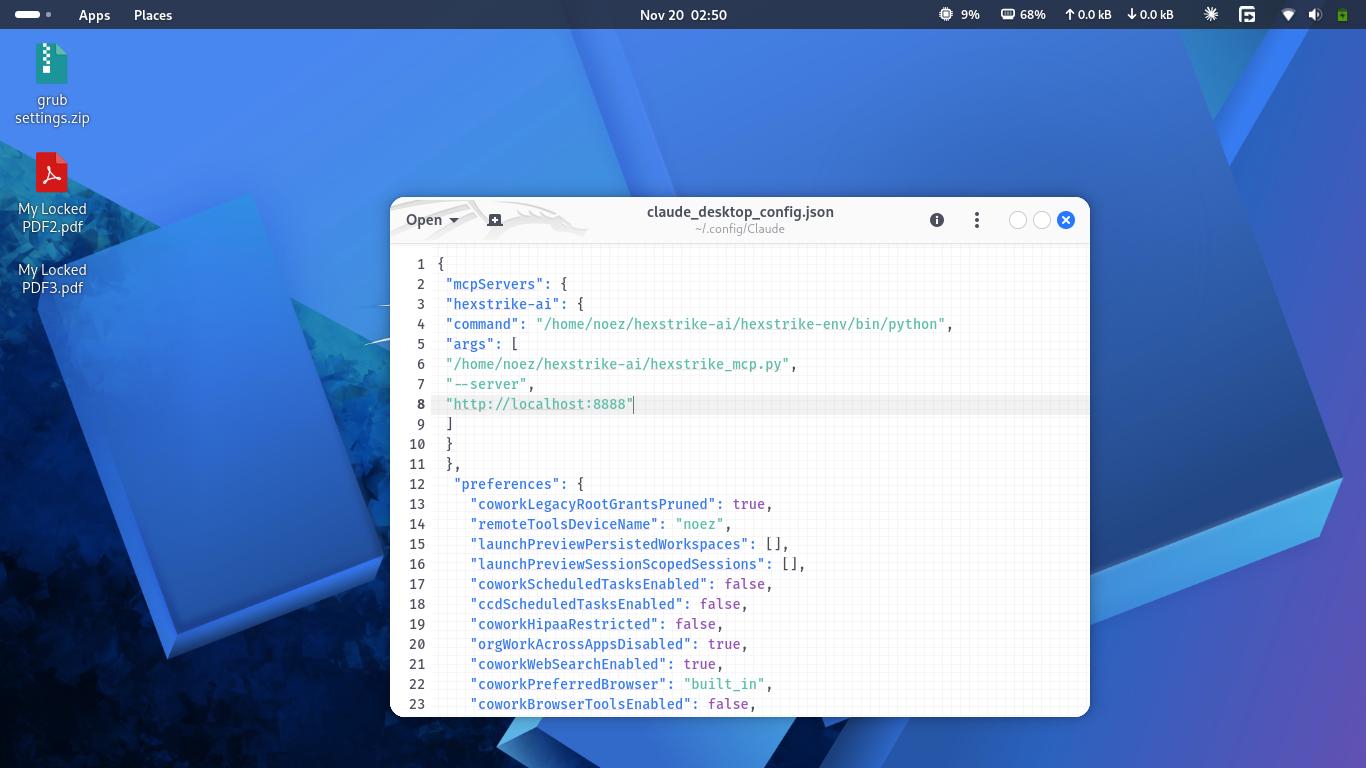 Apps Places Nov 20 02:50 9% 68% 0.0 kB 0.0 kB
grub
settings.zip
My Locked
PDF2.pdf
My Locked
PDF3.pdf
Open claude_desktop_config.json
~/.config/Claude
1 {
2 "mcpServers": {
3 "hexstrike-ai": {
4 "command": "/home/noez/hexstrike-ai/hexstrike-env/bin/python",
5 "args": [
6 "/home/noez/hexstrike-ai/hexstrike_mcp.py",
7 "--server",
8 "http://localhost:8888"
9 ]
10 }
11 },
12 "preferences": {
13 "coworkLegacyRootGrantsPruned": true,
14 "remoteToolsDeviceName": "noez",
15 "launchPreviewPersistedWorkspaces": [],
16 "launchPreviewSessionScopedSessions": [],
17 "coworkScheduledTasksEnabled": false,
18 "ccdScheduledTasksEnabled": false,
19 "coworkHipaaRestricted": false,
20 "orgWorkAcrossAppsDisabled": true,
21 "coworkWebSearchEnabled": true,
22 "coworkPreferredBrowser": "built_in",
23 "coworkBrowserToolsEnabled": false,